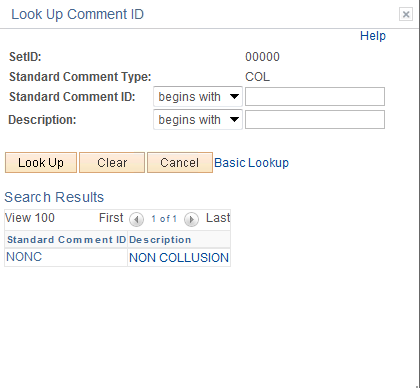 Look Up Comment ID
Help
SetID: 00000
Standard Comment Type: COL
Standard Comment ID: begins with
Description: begins with
Look Up Clear Cancel Basic Lookup
Search Results
View 100 First 1 of 1 Last
Standard Comment ID Description
NONC NON COLLUSION